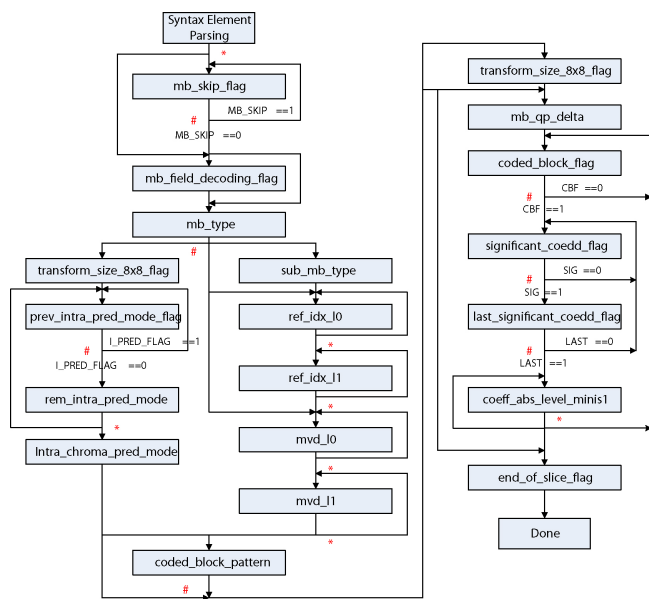 Syntax Element
Parsing
*
mb_skip_flag
MB_SKIP ==1
#
MB_SKIP ==0
mb_field_decoding_flag
mb_type
#
transform_size_8x8_flag
prev_intra_pred_mode_flag
I_PRED_FLAG ==1
#
I_PRED_FLAG ==0
rem_intra_pred_mode
*
Intra_chroma_pred_mode
sub_mb_type
ref_idx_l0
*
ref_idx_l1
*
mvd_l0
*
mvd_l1
*
coded_block_pattern
#
transform_size_8x8_flag
mb_qp_delta
coded_block_flag
CBF ==0
#
CBF ==1
significant_coedd_flag
SIG ==0
#
SIG ==1
last_significant_coedd_flag
LAST ==0
#
LAST ==1
coeff_abs_level_minis1
*
end_of_slice_flag
Done